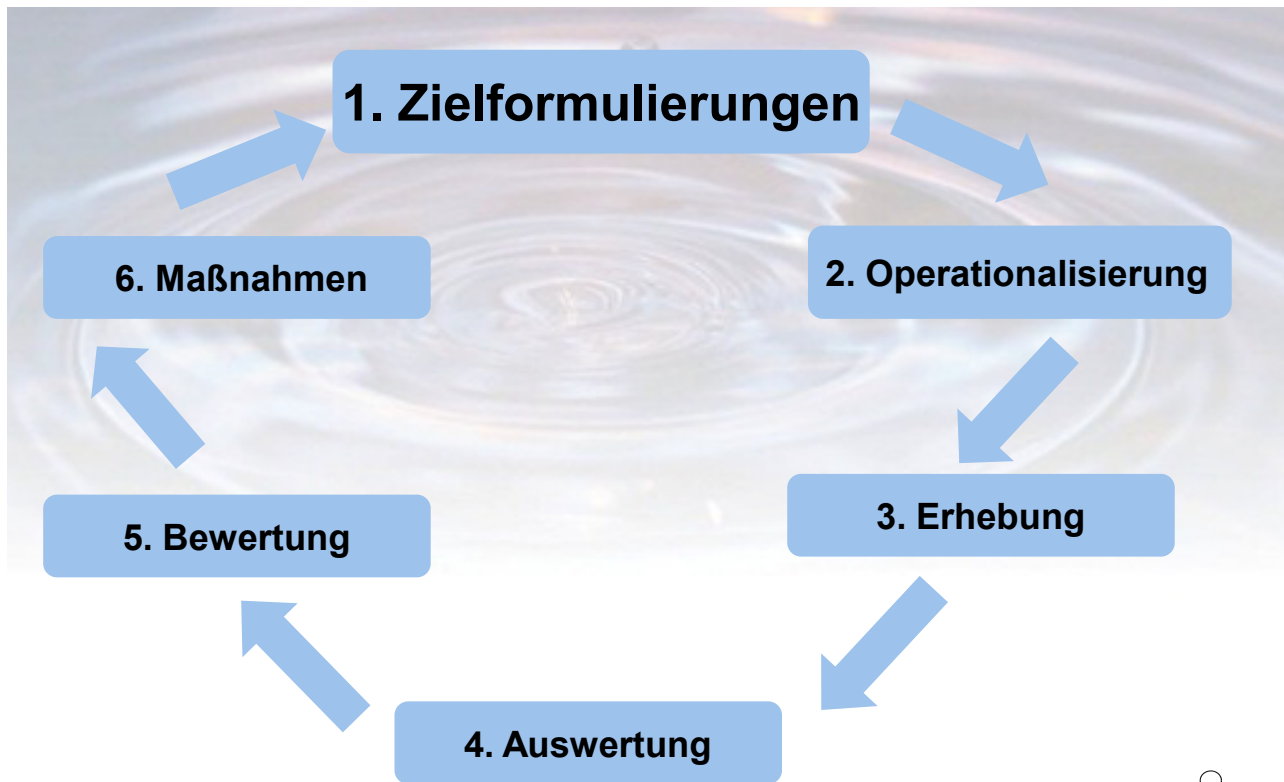 1. Zielformulierungen
2. Operationalisierung
3. Erhebung
4. Auswertung
5. Bewertung
6. Maßnahmen